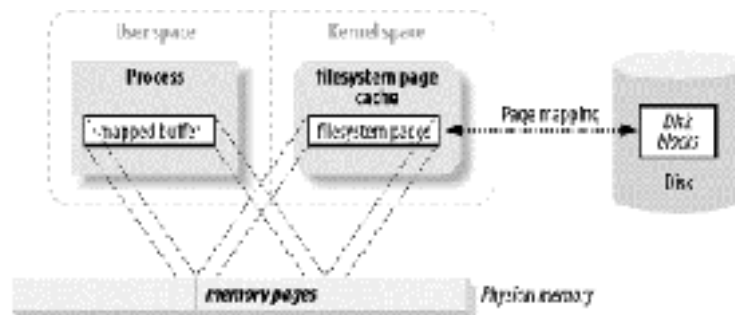 User space
Kernel space
Process
filesystem page
cache
mapped buffer
filesystem page
Page mapping
Disk
blocks
Disk
memory pages
Physical memory